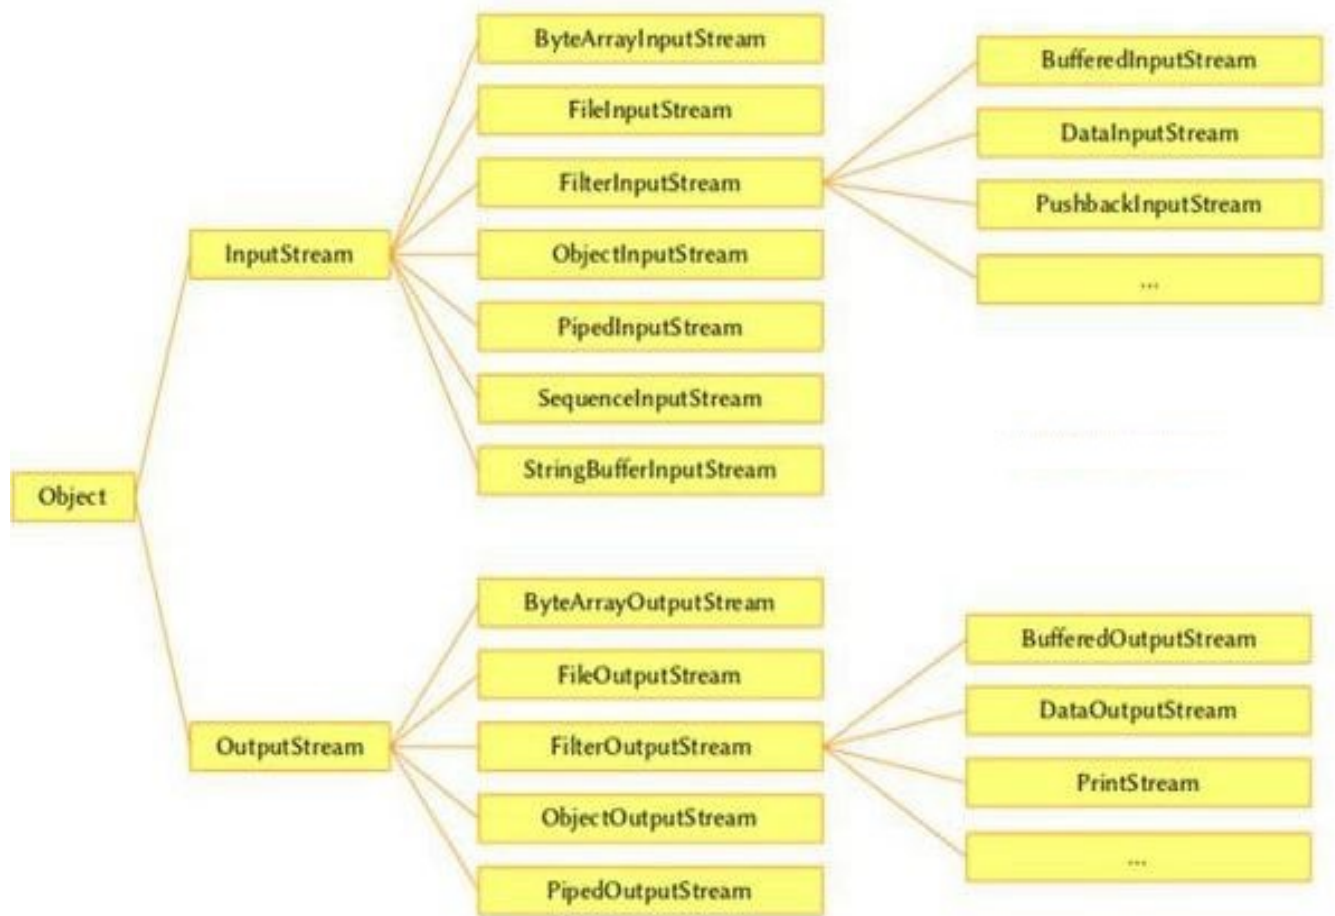 Object
InputStream
ByteArrayInputStream
FileInputStream
FilterInputStream
ObjectInputStream
PipedInputStream
SequenceInputStream
StringBufferInputStream
BufferedInputStream
DataInputStream
PushbackInputStream
...
OutputStream
ByteArrayOutputStream
FileOutputStream
FilterOutputStream
ObjectOutputStream
PipedOutputStream
BufferedOutputStream
DataOutputStream
PrintStream
...